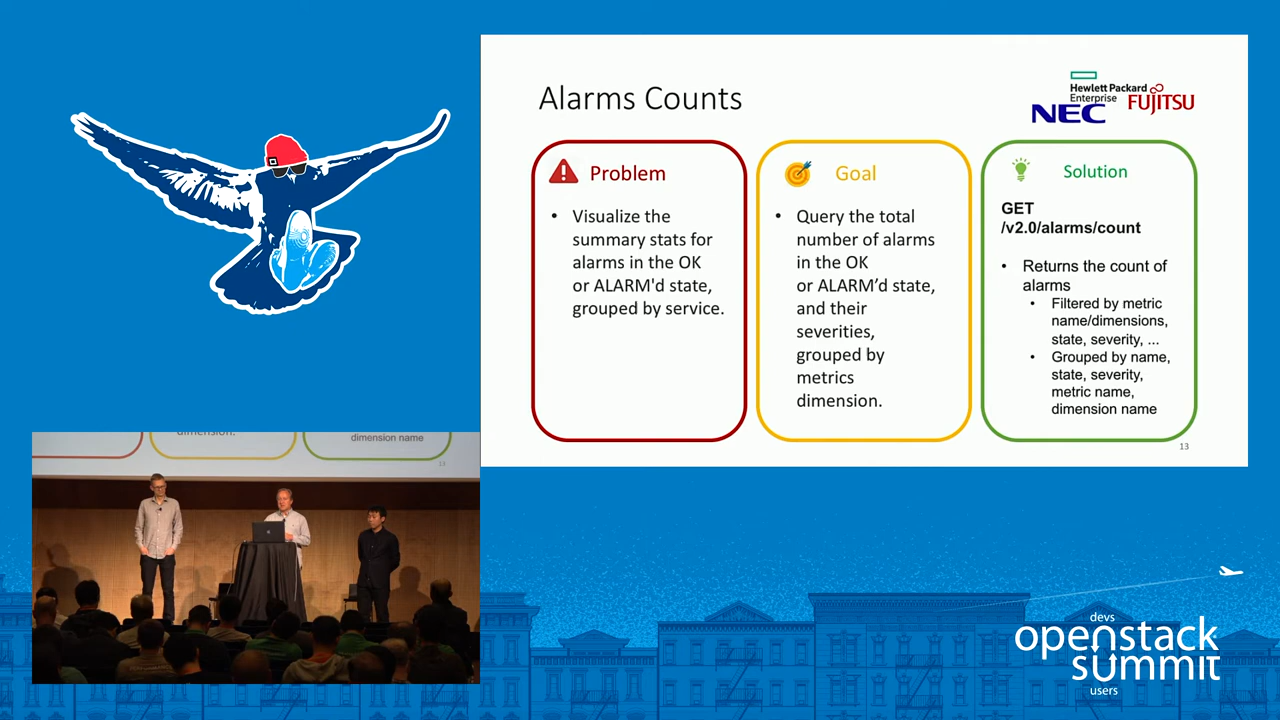 Alarms Counts
Hewlett Packard
Enterprise
NEC
FUJITSU
Problem
• Visualize the
summary stats for
alarms in the OK
or ALARM'd state,
grouped by service.
Goal
• Query the total
number of alarms
in the OK
or ALARM’d state,
and their
severities,
grouped by
metrics
dimension.
Solution
GET
/v2.0/alarms/count
• Returns the count of
alarms
• Filtered by metric
name/dimensions,
state, severity, ...
• Grouped by name,
state, severity,
metric name,
dimension name
13
dimension.
dimension name
13
devs
openstack
summit
users